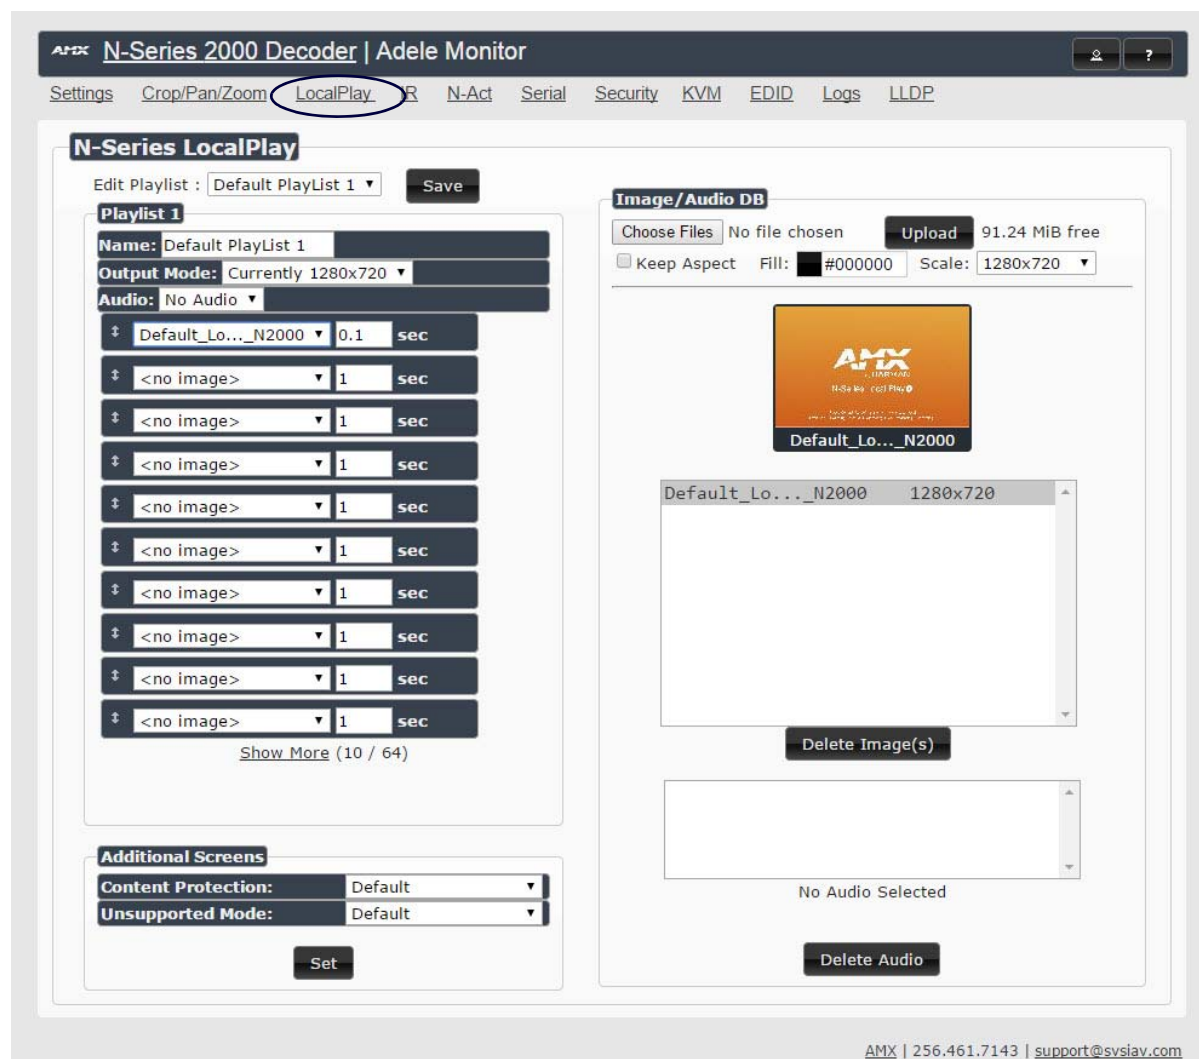 AMX N-Series 2000 Decoder | Adele Monitor
?
Settings Crop/Pan/Zoom LocalPlay IR N-Act Serial Security KVM EDID Logs LLDP
N-Series LocalPlay
Edit Playlist : Default PlayList 1 Save
Playlist 1
Name: Default PlayList 1
Output Mode: Currently 1280x720
Audio: No Audio
Default_Lo..._N2000 0.1 sec
<no image> 1 sec
<no image> 1 sec
<no image> 1 sec
<no image> 1 sec
<no image> 1 sec
<no image> 1 sec
<no image> 1 sec
<no image> 1 sec
<no image> 1 sec
Show More (10 / 64)
Additional Screens
Content Protection: Default
Unsupported Mode: Default
Set
Image/Audio DB
Choose Files No file chosen Upload 91.24 MiB free
Keep Aspect Fill: #000000 Scale: 1280x720
AMX
HARMAN
Default_Lo..._N2000
Default_Lo..._N2000 1280x720
Delete Image(s)
No Audio Selected
Delete Audio
AMX | 256.461.7143 | support@svsiav.com